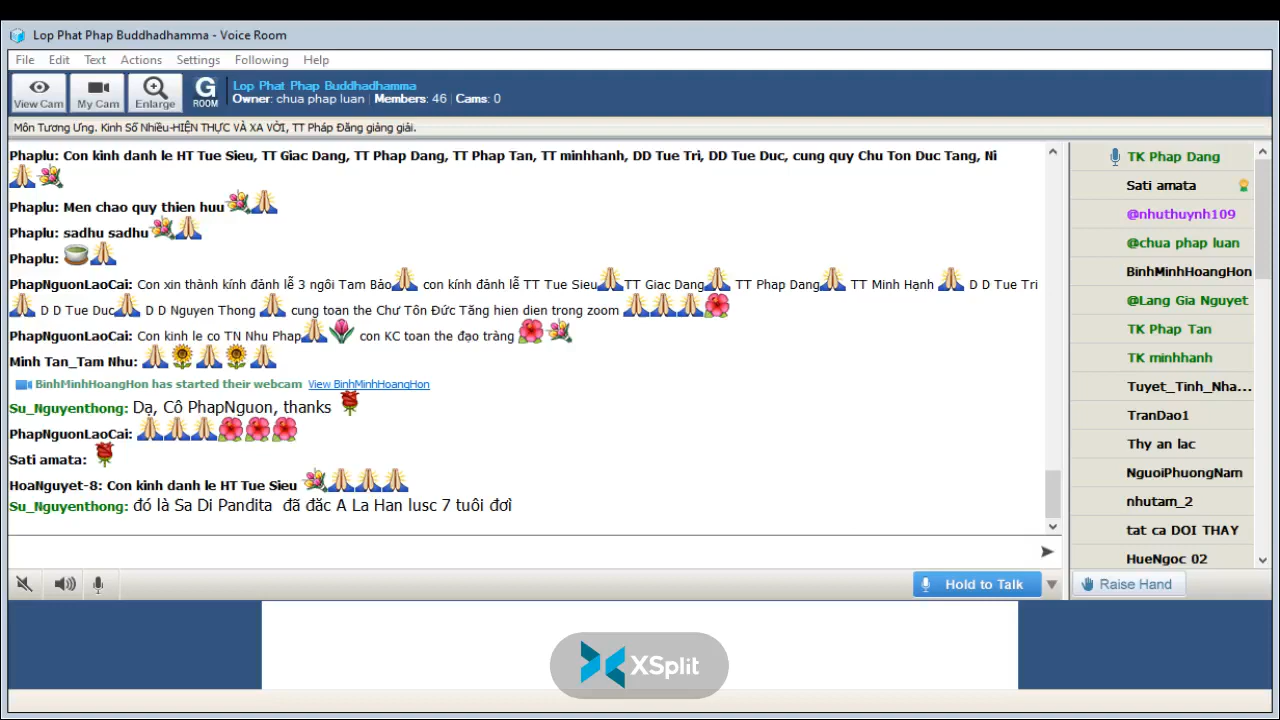 Lop Phat Phap Buddhadhamma - Voice Room
File Edit Text Actions Settings Following Help
View Cam My Cam Enlarge G ROOM
Lop Phat Phap Buddhadhamma
Owner: chua phap luan | Members: 46 | Cams: 0
Môn Tương Ưng. Kinh Số Nhiều-HIỆN THỰC VÀ XA VỜI, TT Pháp Đăng giảng giải.
Phaplu: Con kinh danh le HT Tue Sieu, TT Giac Dang, TT Phap Dang, TT Phap Tan, TT minhhanh, DD Tue Tri, DD Tue Duc, cung quy Chu Ton Duc Tang, Ni
Phaplu: Men chao quy thien huu
Phaplu: sadhu sadhu
Phaplu:
PhapNguonLaoCai: Con xin thành kính đảnh lễ 3 ngôi Tam Bảo con kính đảnh lễ TT Tue Sieu TT Giac Dang TT Phap Dang TT Minh Hạnh D D Tue Tri
D D Tue Duc D D Nguyen Thong cung toan the Chư Tôn Đức Tăng hien dien trong zoom
PhapNguonLaoCai: Con kinh le co TN Nhu Phap con KC toan the đạo tràng
Minh Tan_Tam Nhu:
BinhMinhHoangHon has started their webcam View BinhMinhHoangHon
Su_Nguyenthong: Dạ, Cô PhapNguon, thanks
PhapNguonLaoCai:
Sati amata:
HoaNguyet-8: Con kinh danh le HT Tue Sieu
Su_Nguyenthong: đó là Sa Di Pandita đã đăc A La Han lusc 7 tuôi đơì
Hold to Talk
TK Phap Dang
Sati amata
@nhuthuynh109
@chua phap luan
BinhMinhHoangHon
@Lang Gia Nguyet
TK Phap Tan
TK minhhanh
Tuyet_Tinh_Nha...
TranDao1
Thy an lac
NguoiPhuongNam
nhutam_2
tat ca DOI THAY
HueNgoc 02
Raise Hand
XSplit